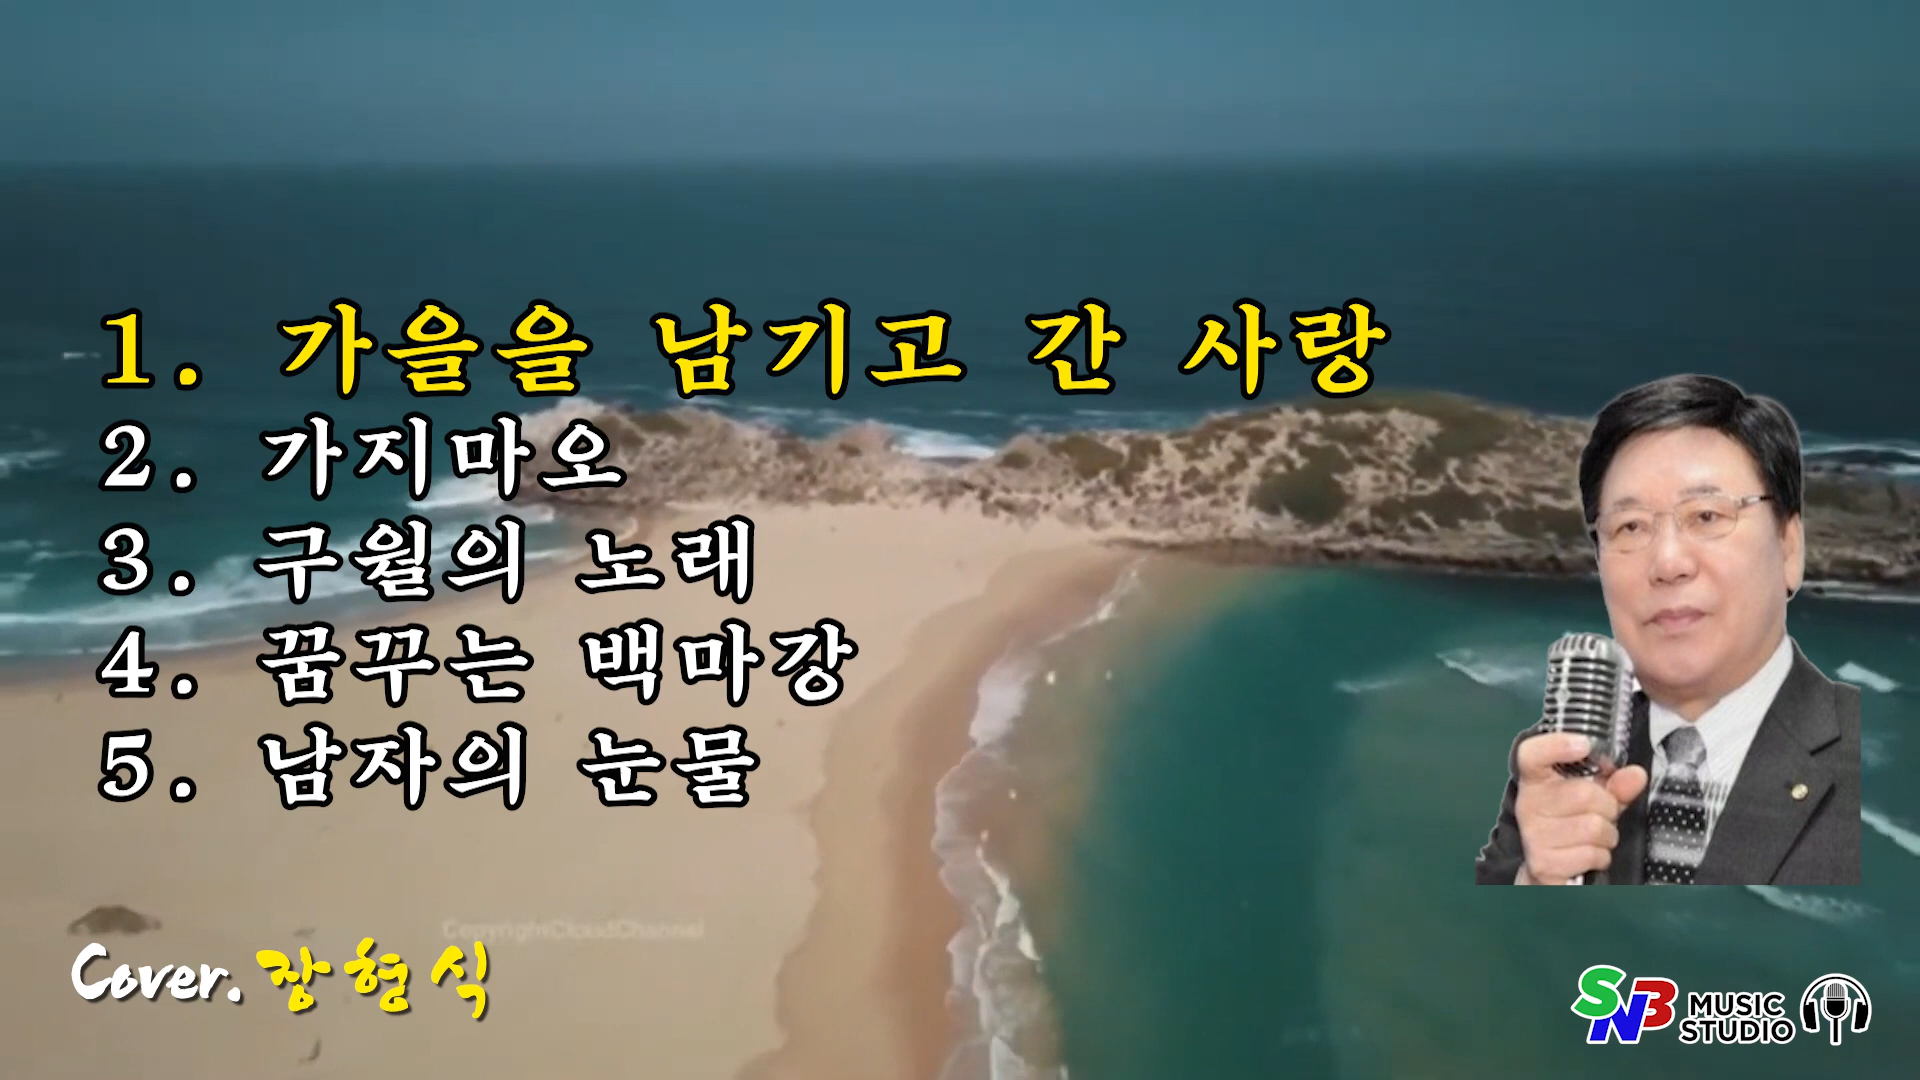 1. 가을을 남기고 간 사랑
2. 가지마오
3. 구월의 노래
4. 꿈꾸는 백마강
5. 남자의 눈물
CopyrightCloudChannel
Cover. 장현식
SNB MUSIC STUDIO